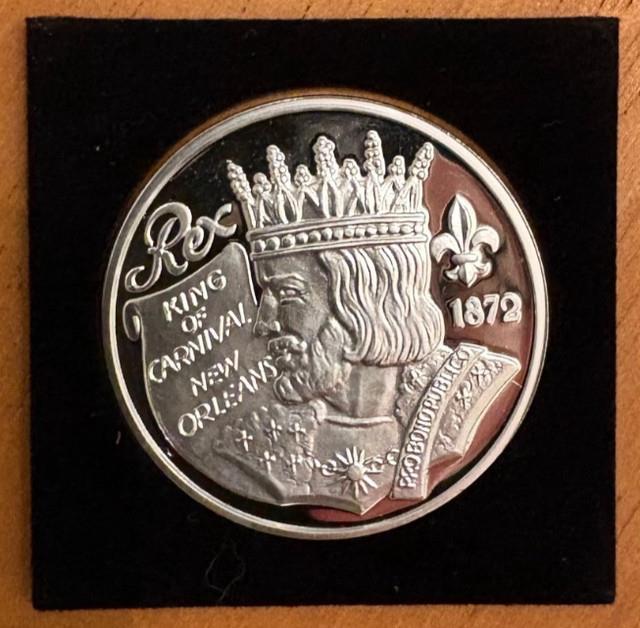 Rex
KING
OF
CARNIVAL
NEW
ORLEANS
1872
PRO BONO PUBLICO